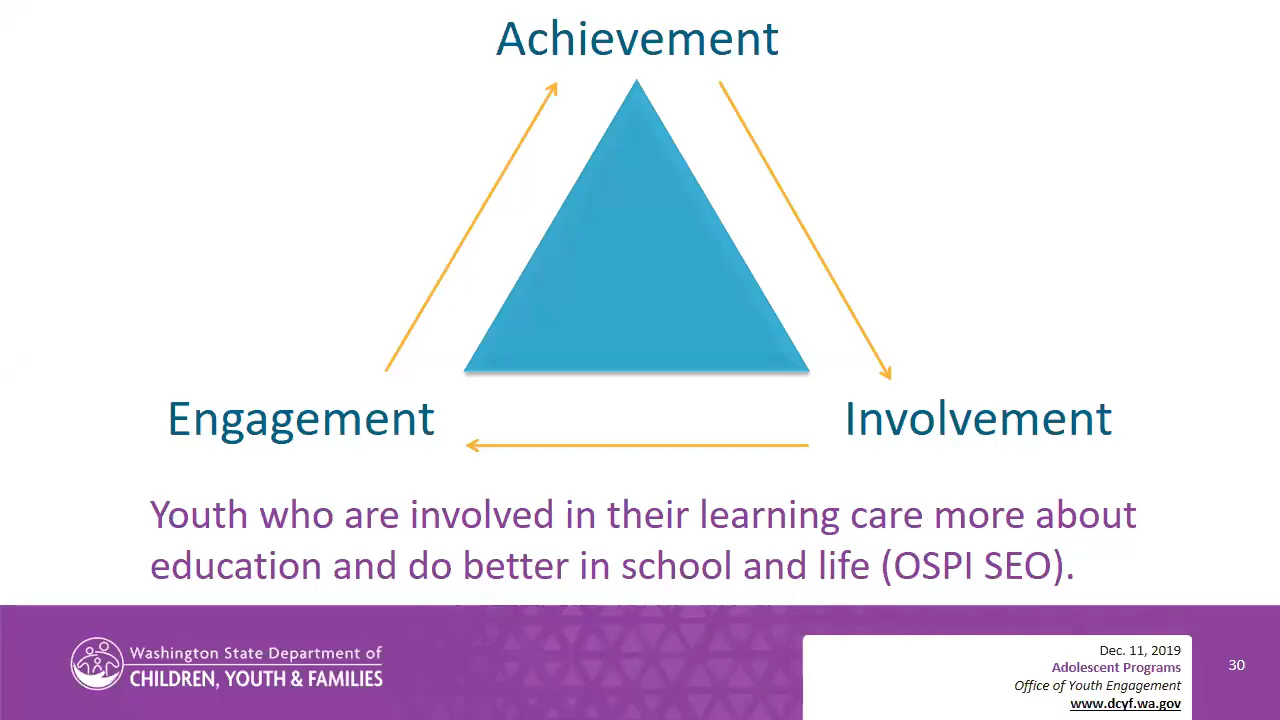 Achievement
Engagement
Involvement
Youth who are involved in their learning care more about
education and do better in school and life (OSPI SEO).
Washington State Department of
CHILDREN, YOUTH & FAMILIES
Dec. 11, 2019
Adolescent Programs
Office of Youth Engagement
www.dcyf.wa.gov
30